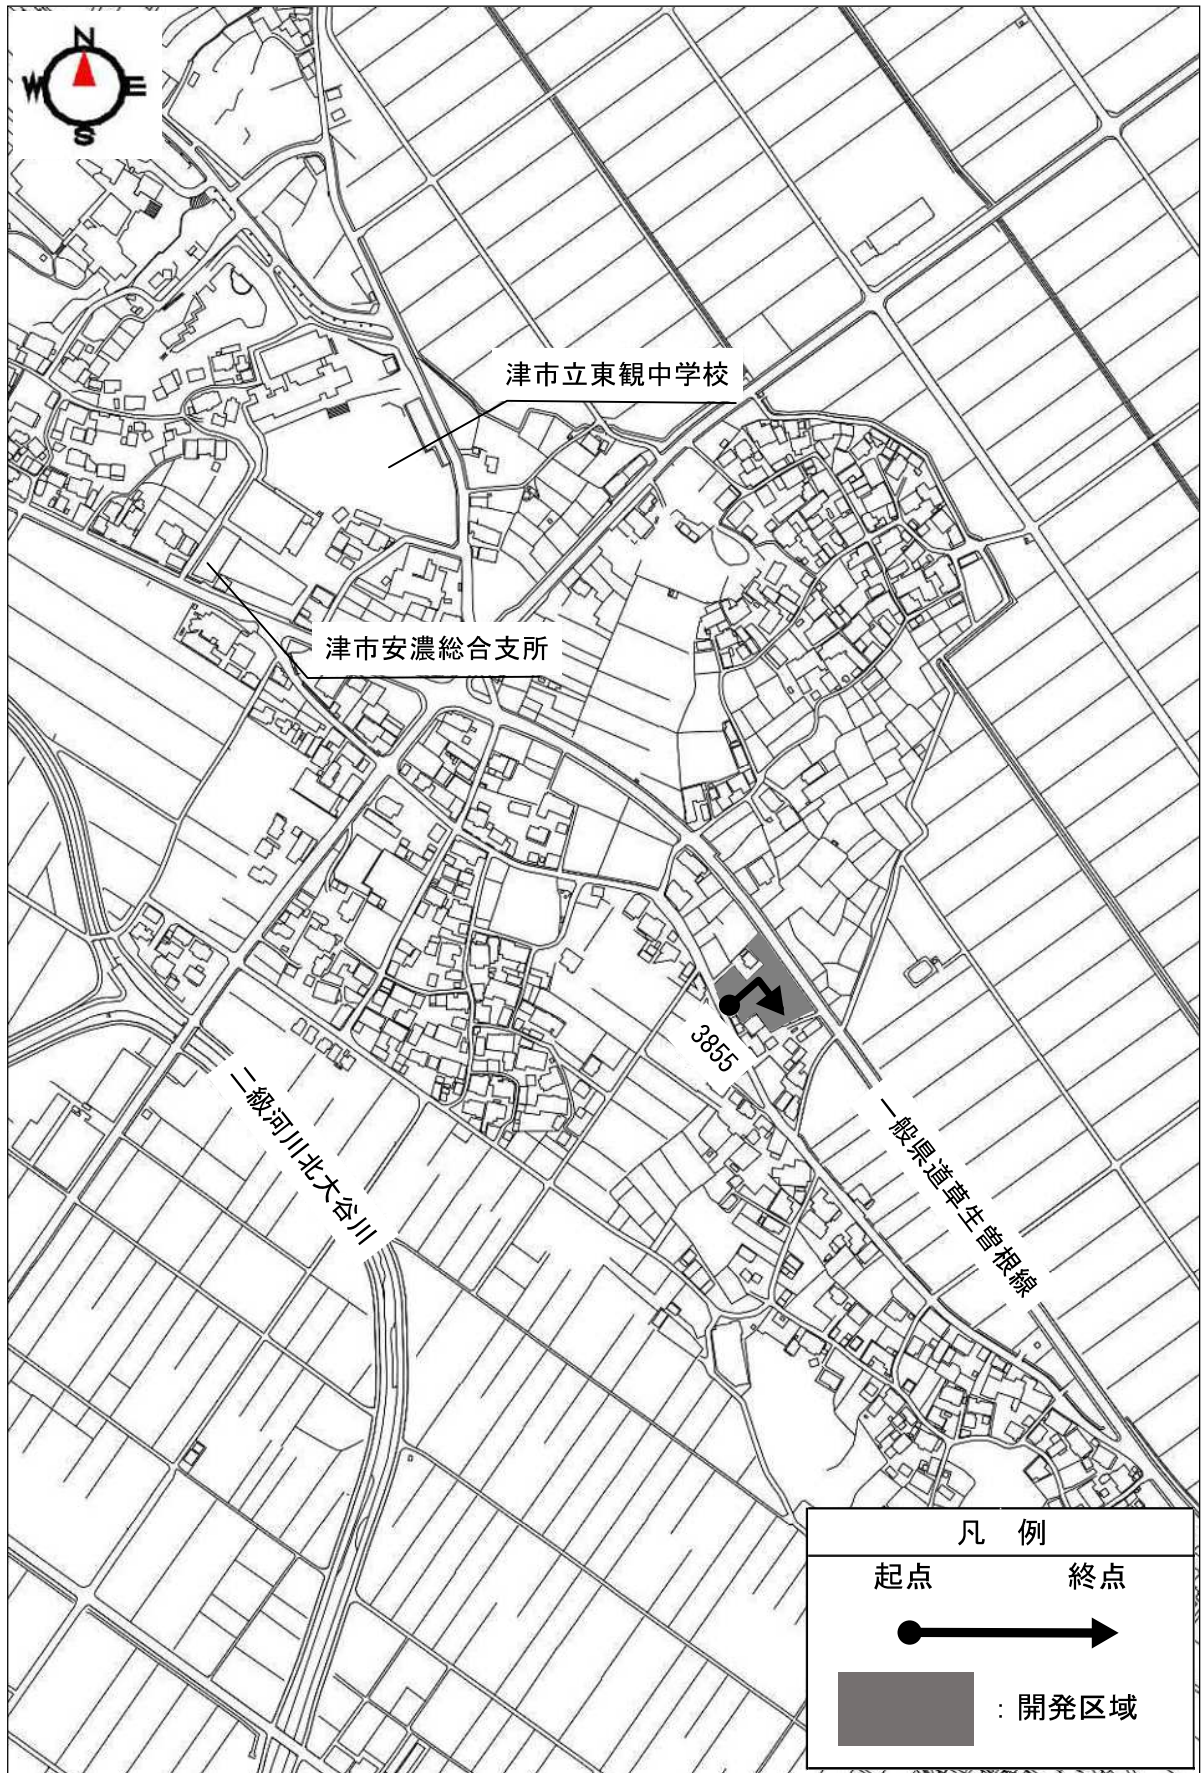 N
W E
S
津市立東観中学校
津市安濃総合支所
3855
二級河川北大谷川
一般県道草生曽根線
凡 例
起点 終点
：開発区域